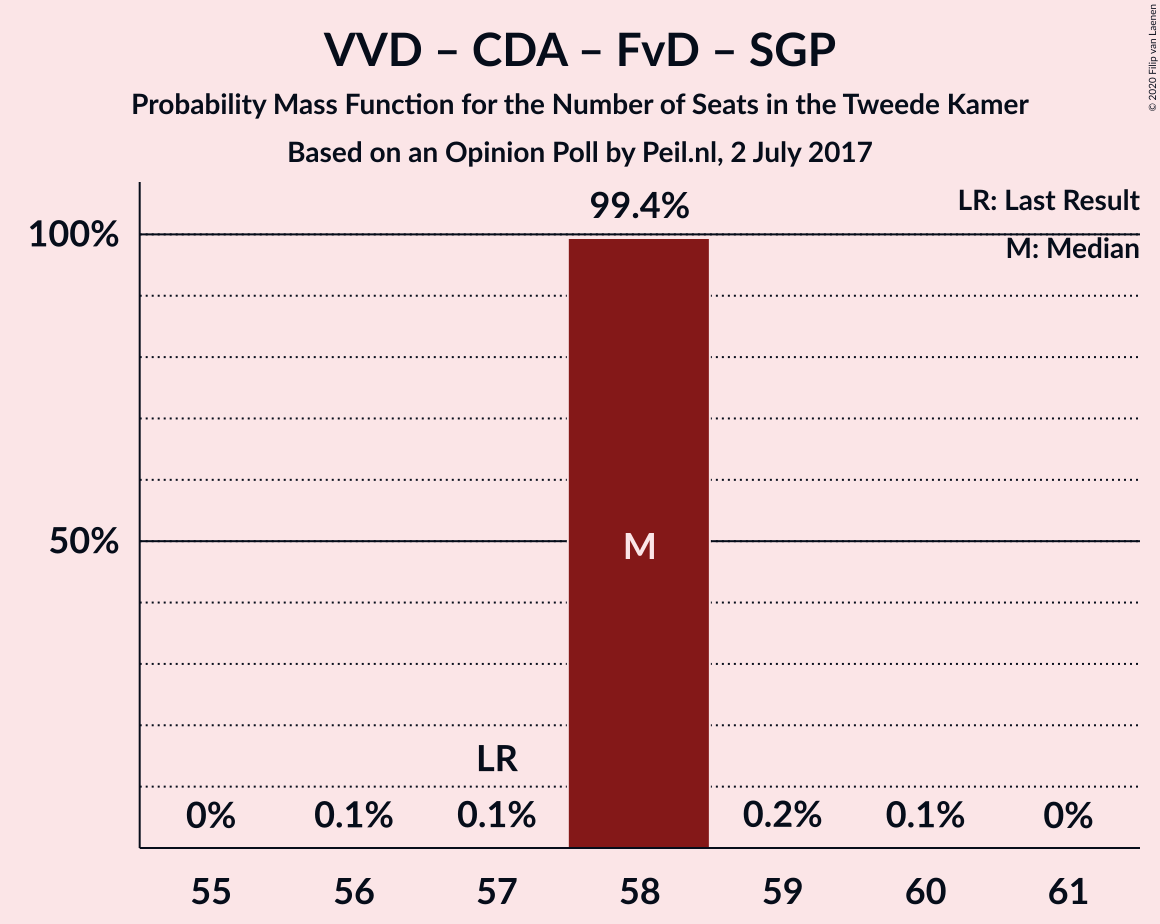 VVD – CDA – FvD – SGP
Probability Mass Function for the Number of Seats in the Tweede Kamer
Based on an Opinion Poll by Peil.nl, 2 July 2017
© 2020 Filip van Laenen
LR: Last Result
M: Median
99.4%
100%
50%
M
LR
0% 0.1% 0.1% 0.2% 0.1% 0%
55 56 57 58 59 60 61